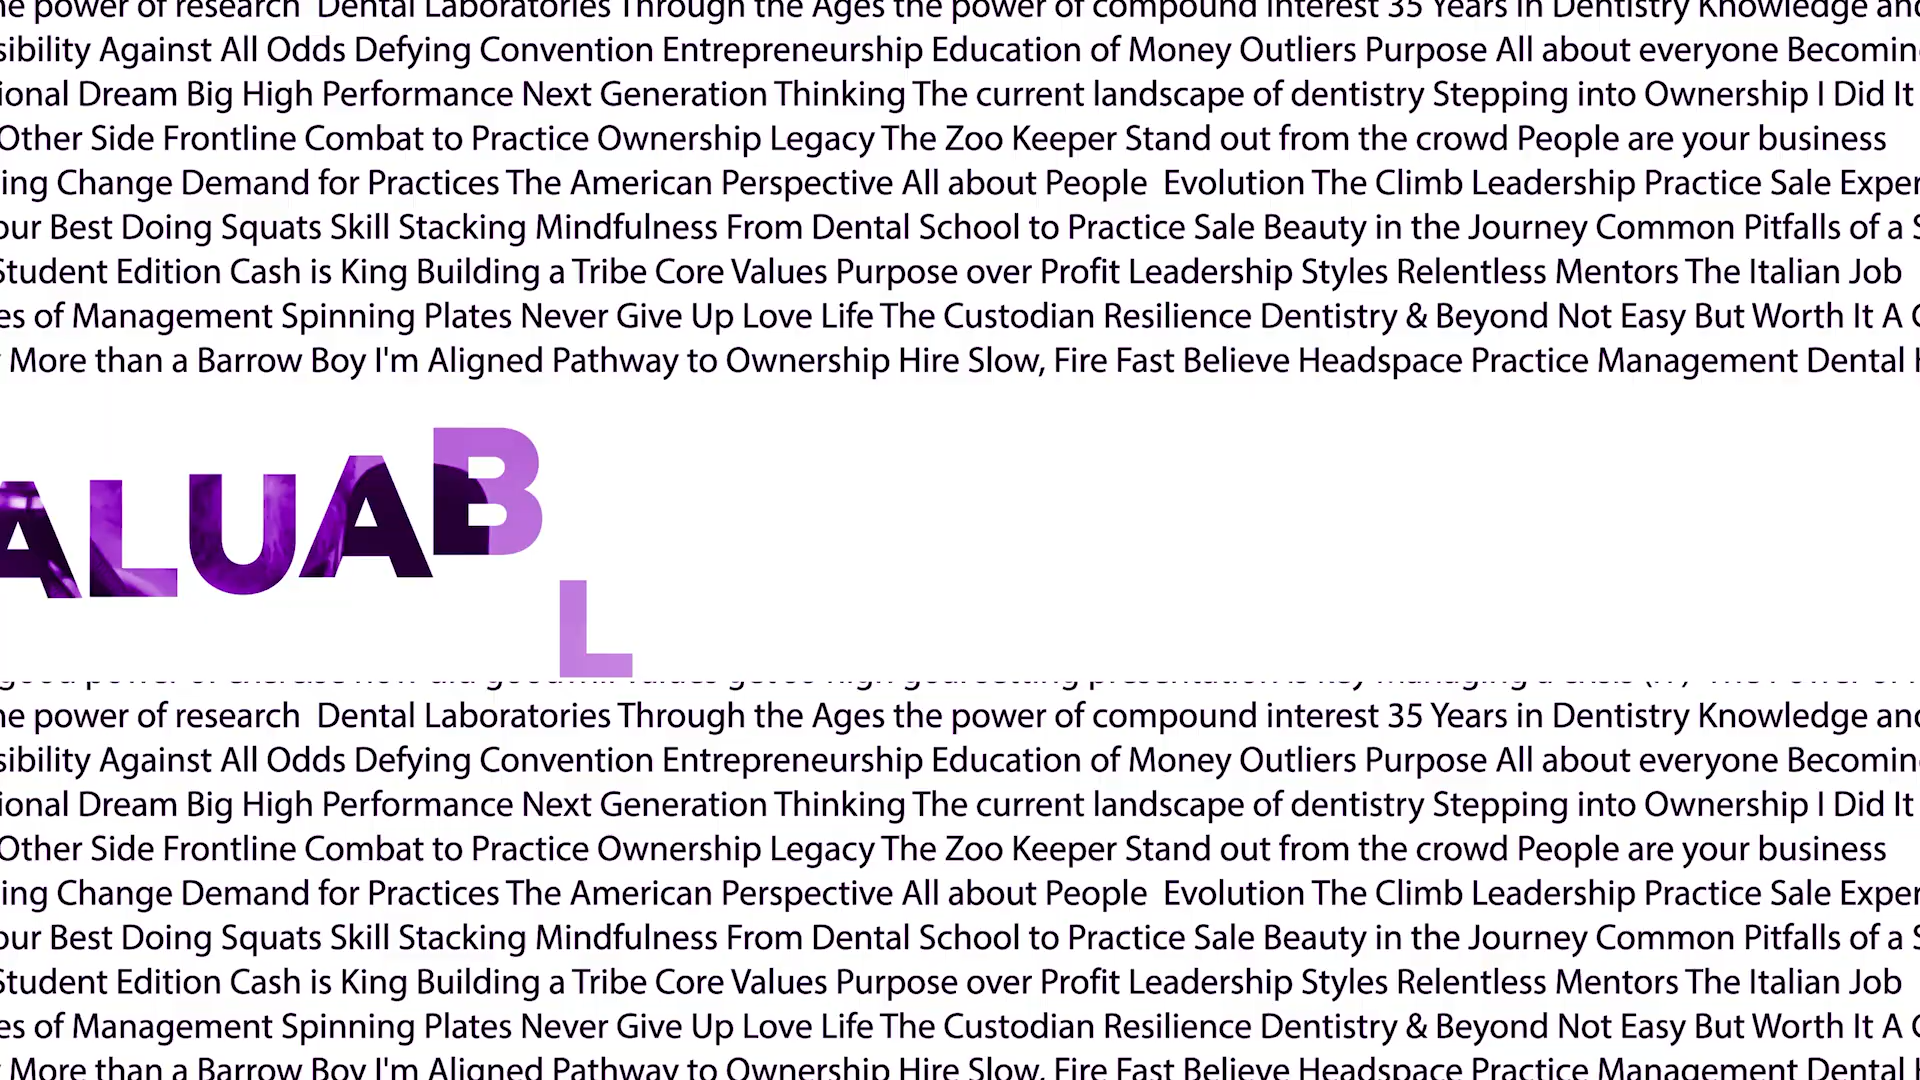 he power of research Dental Laboratories Through the Ages the power of compound interest 35 Years in Dentistry Knowledge and
sibility Against All Odds Defying Convention Entrepreneurship Education of Money Outliers Purpose All about everyone Becomin
ional Dream Big High Performance Next Generation Thinking The current landscape of dentistry Stepping into Ownership I Did It
Other Side Frontline Combat to Practice Ownership Legacy The Zoo Keeper Stand out from the crowd People are your business
ing Change Demand for Practices The American Perspective All about People Evolution The Climb Leadership Practice Sale Exper
our Best Doing Squats Skill Stacking Mindfulness From Dental School to Practice Sale Beauty in the Journey Common Pitfalls of a S
Student Edition Cash is King Building a Tribe Core Values Purpose over Profit Leadership Styles Relentless Mentors The Italian Job
es of Management Spinning Plates Never Give Up Love Life The Custodian Resilience Dentistry & Beyond Not Easy But Worth It A
More than a Barrow Boy I'm Aligned Pathway to Ownership Hire Slow, Fire Fast Believe Headspace Practice Management Dental
ALUABL
he power of research Dental Laboratories Through the Ages the power of compound interest 35 Years in Dentistry Knowledge and
sibility Against All Odds Defying Convention Entrepreneurship Education of Money Outliers Purpose All about everyone Becomin
ional Dream Big High Performance Next Generation Thinking The current landscape of dentistry Stepping into Ownership I Did It
Other Side Frontline Combat to Practice Ownership Legacy The Zoo Keeper Stand out from the crowd People are your business
ing Change Demand for Practices The American Perspective All about People Evolution The Climb Leadership Practice Sale Exper
our Best Doing Squats Skill Stacking Mindfulness From Dental School to Practice Sale Beauty in the Journey Common Pitfalls of a S
Student Edition Cash is King Building a Tribe Core Values Purpose over Profit Leadership Styles Relentless Mentors The Italian Job
es of Management Spinning Plates Never Give Up Love Life The Custodian Resilience Dentistry & Beyond Not Easy But Worth It A
More than a Barrow Boy I'm Aligned Pathway to Ownership Hire Slow, Fire Fast Believe Headspace Practice Management Dental